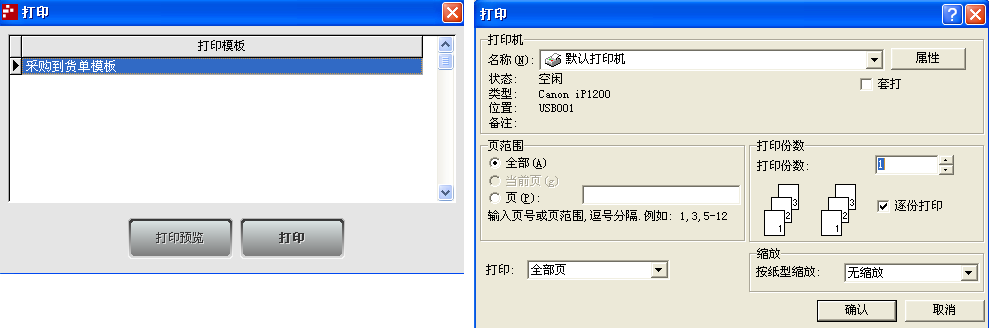 打印
打印模板
采购到货单模板
打印预览
打印
打印
打印机
名称(N): 默认打印机 属性
状态: 空闲 套打
类型: Canon iP1200
位置: USB001
备注:
页范围
全部(A)
当前页(g)
页(P):
输入页号或页范围,逗号分隔.例如: 1,3,5-12
打印份数
打印份数: 1
3 3
2 2
1 1
逐份打印
打印: 全部页
缩放
按纸型缩放: 无缩放
确认 取消